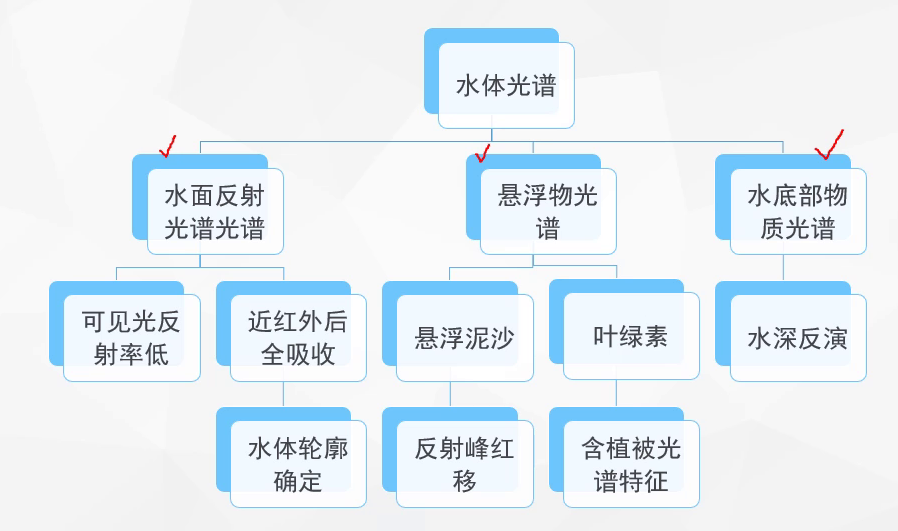 水体光谱
水面反射
光谱光谱
悬浮物光
谱
水底部物
质光谱
可见光反
射率低
近红外后
全吸收
悬浮泥沙
叶绿素
水深反演
水体轮廓
确定
反射峰红
移
含植被光
谱特征